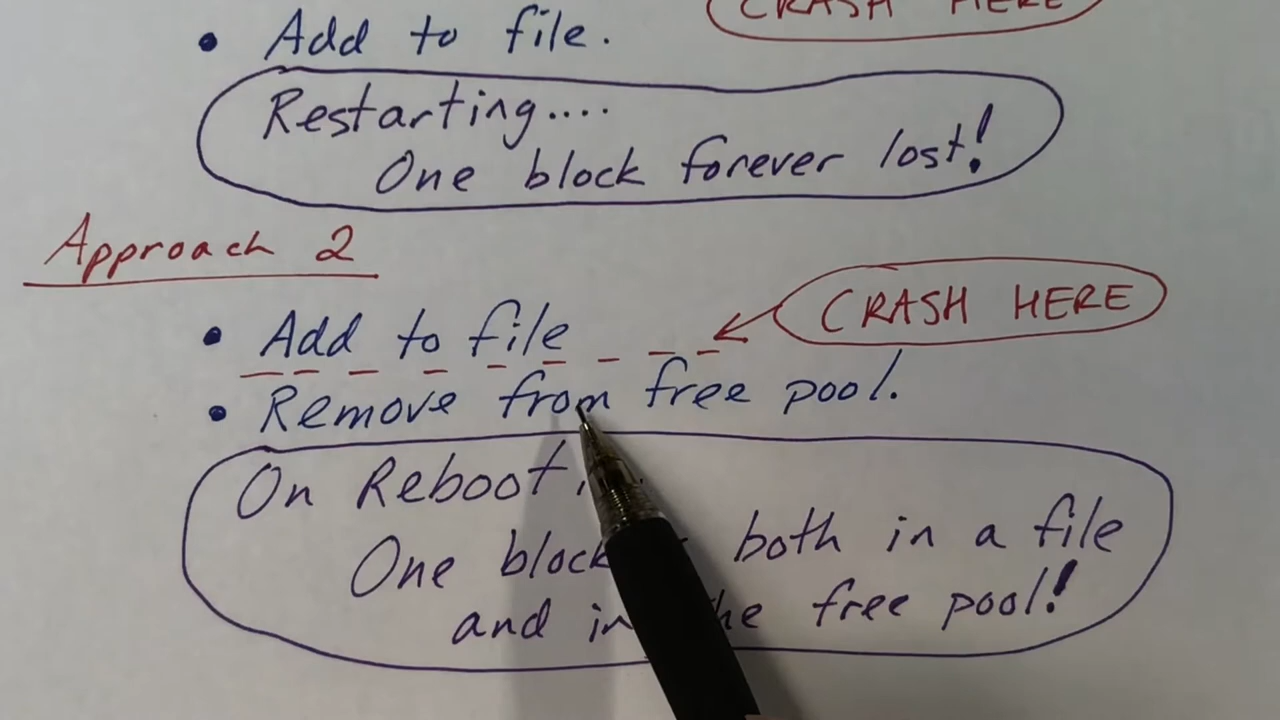 CRASH HERE
• Add to file.
Restarting....
One block forever lost!
Approach 2
CRASH HERE
• Add to file
• Remove from free pool.
On Reboot
One block both in a file
and in free pool!